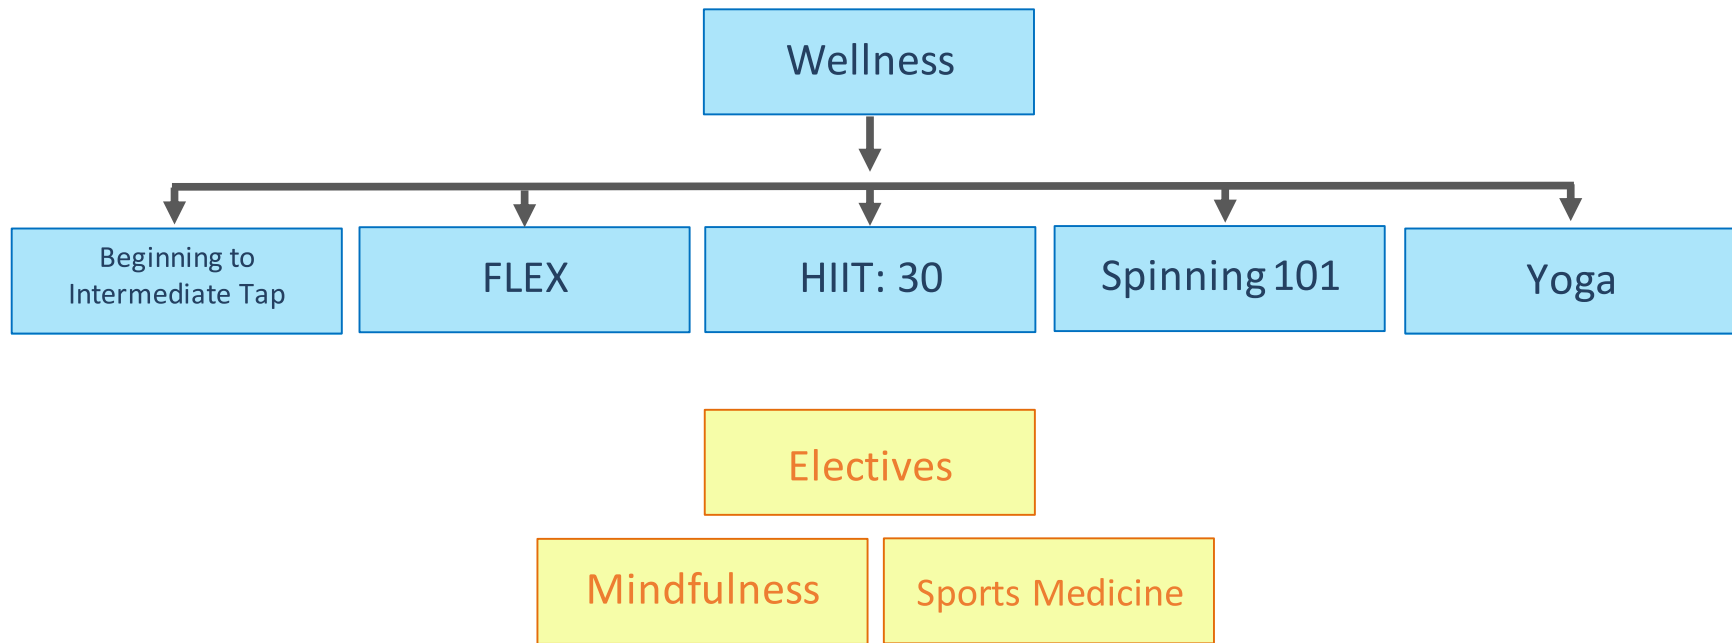 Wellness
Beginning to
Intermediate Tap
FLEX
HIIT: 30
Spinning 101
Yoga
Electives
Mindfulness
Sports Medicine